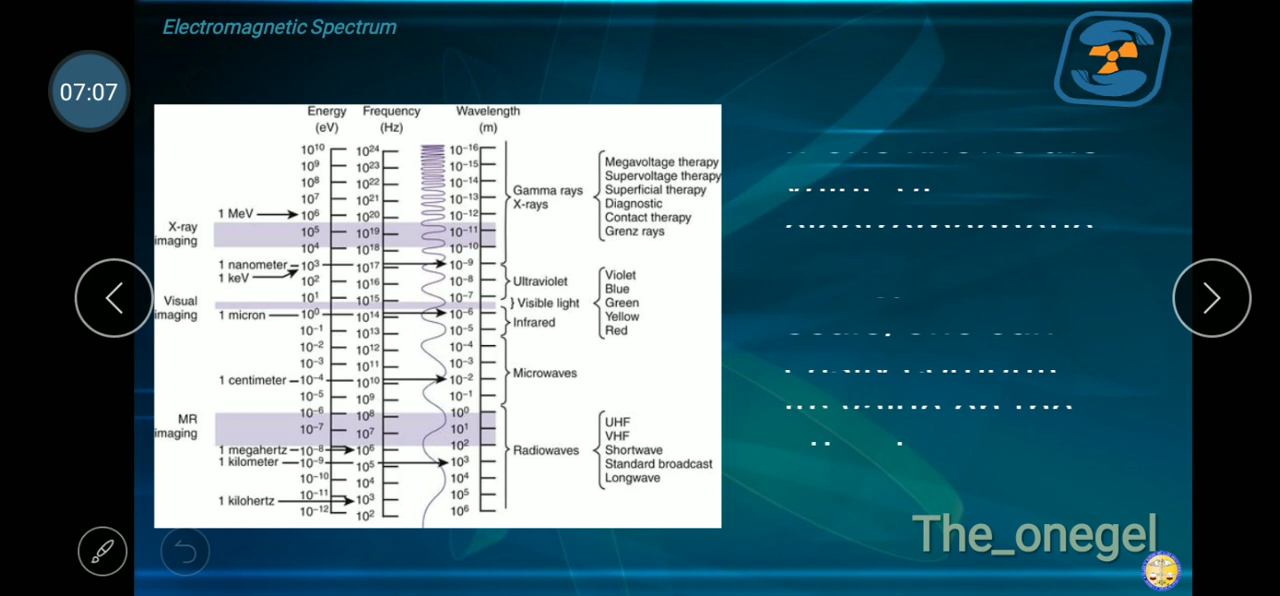 Electromagnetic Spectrum
07:07
Energy (eV)
Frequency (Hz)
Wavelength (m)
10¹⁰
10⁹
10⁸
10⁷
10⁶
10⁵
10⁴
10³
10²
10¹
10⁰
10⁻¹
10⁻²
10⁻³
10⁻⁴
10⁻⁵
10⁻⁶
10⁻⁷
10⁻⁸
10⁻⁹
10⁻¹⁰
10⁻¹¹
10⁻¹²
10²⁴
10²³
10²²
10²¹
10²⁰
10¹⁹
10¹⁸
10¹⁷
10¹⁶
10¹⁵
10¹⁴
10¹³
10¹²
10¹¹
10¹⁰
10⁹
10⁸
10⁷
10⁶
10⁵
10⁴
10³
10²
10⁻¹⁶
10⁻¹⁵
10⁻¹⁴
10⁻¹³
10⁻¹²
10⁻¹¹
10⁻¹⁰
10⁻⁹
10⁻⁸
10⁻⁷
10⁻⁶
10⁻⁵
10⁻⁴
10⁻³
10⁻²
10⁻¹
10⁰
10¹
10²
10³
10⁴
10⁵
10⁶
1 MeV
X-ray
imaging
1 nanometer
1 keV
Visual
imaging
1 micron
1 centimeter
MR
imaging
1 megahertz
1 kilometer
1 kilohertz
Gamma rays
X-rays
Megavoltage therapy
Supervoltage therapy
Superficial therapy
Diagnostic
Contact therapy
Grenz rays
Ultraviolet
Visible light
Infrared
Violet
Blue
Green
Yellow
Red
Microwaves
Radiowaves
UHF
VHF
Shortwave
Standard broadcast
Longwave
The_onegel